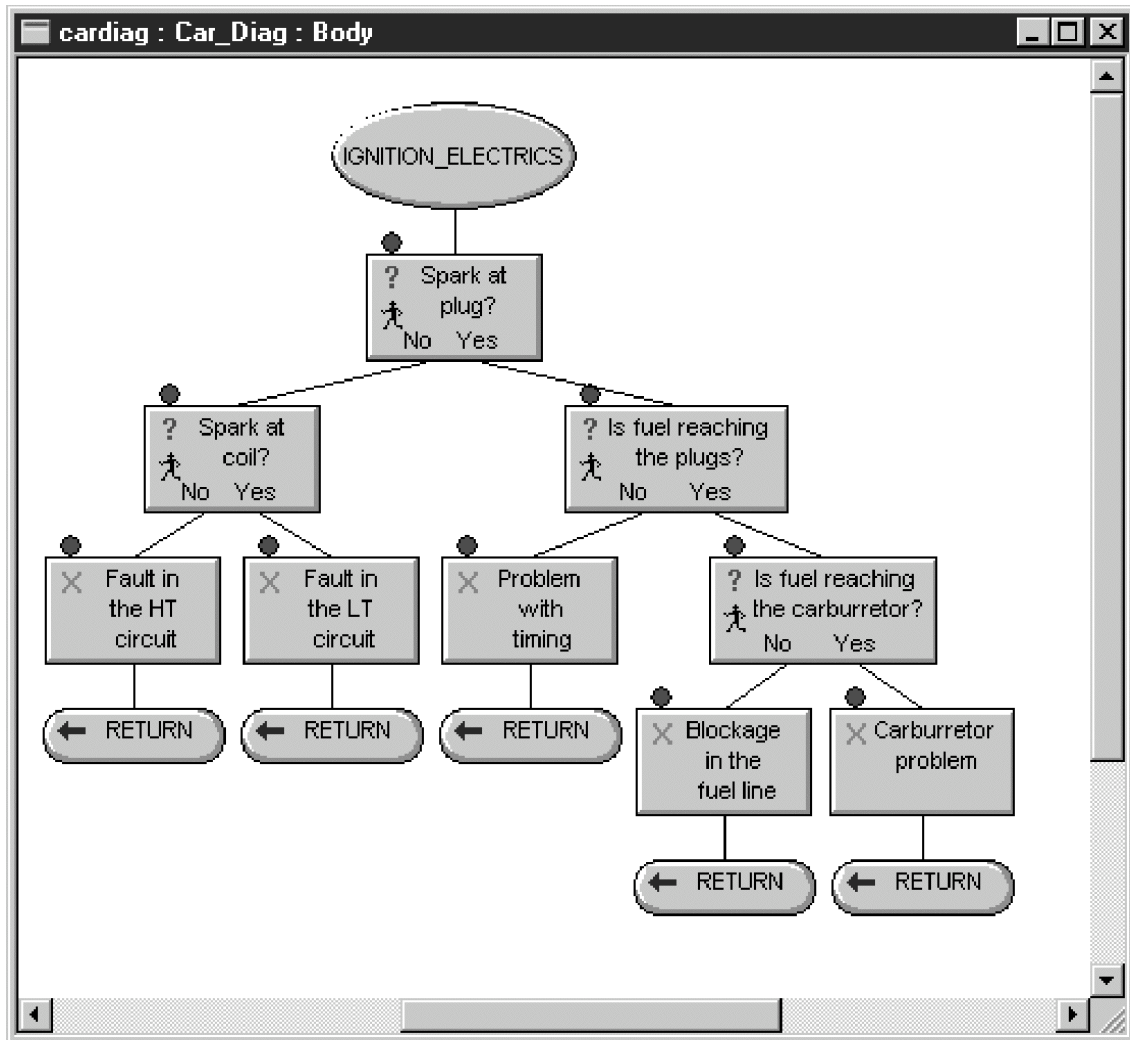 cardiag : Car_Diag : Body
IGNITION_ELECTRICS
? Spark at
plug?
No Yes
? Spark at
coil?
No Yes
? Is fuel reaching
the plugs?
No Yes
Fault in
the HT
circuit
Fault in
the LT
circuit
Problem
with
timing
? Is fuel reaching
the carburretor?
No Yes
RETURN
RETURN
RETURN
Blockage
in the
fuel line
Carburretor
problem
RETURN
RETURN